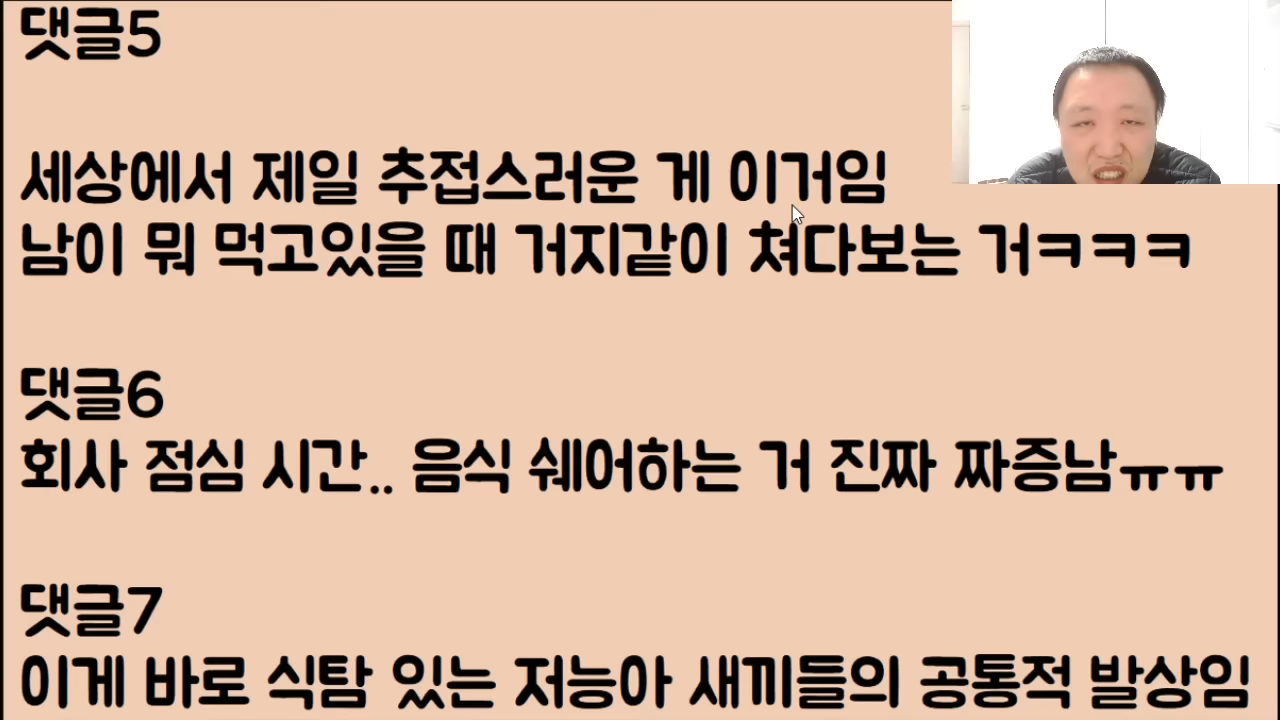 댓글5
세상에서 제일 추접스러운 게 이거임
남이 뭐 먹고있을 때 거지같이 쳐다보는 거ㅋㅋㅋ
댓글6
회사 점심 시간.. 음식 쉐어하는 거 진짜 짜증남ㅠㅠ
댓글7
이게 바로 식탐 있는 저능아 새끼들의 공통적 발상임